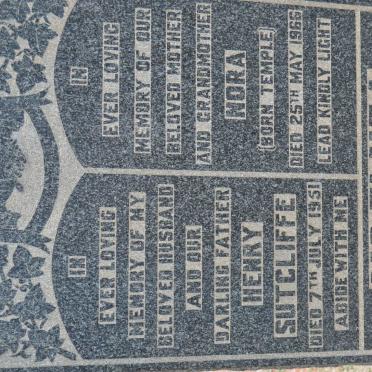 IN
EVER LOVING
MEMORY OF MY
BELOVED HUSBAND
AND OUR
DARLING FATHER
HENRY
SUTCLIFFE
DIED 7TH JULY 1951
ABIDE WITH ME
IN
EVER LOVING
MEMORY OF OUR
BELOVED MOTHER
AND GRANDMOTHER
NORA
(BORN TEMPLE)
DIED 25TH MAY 1966
LEAD KINDLY LIGHT